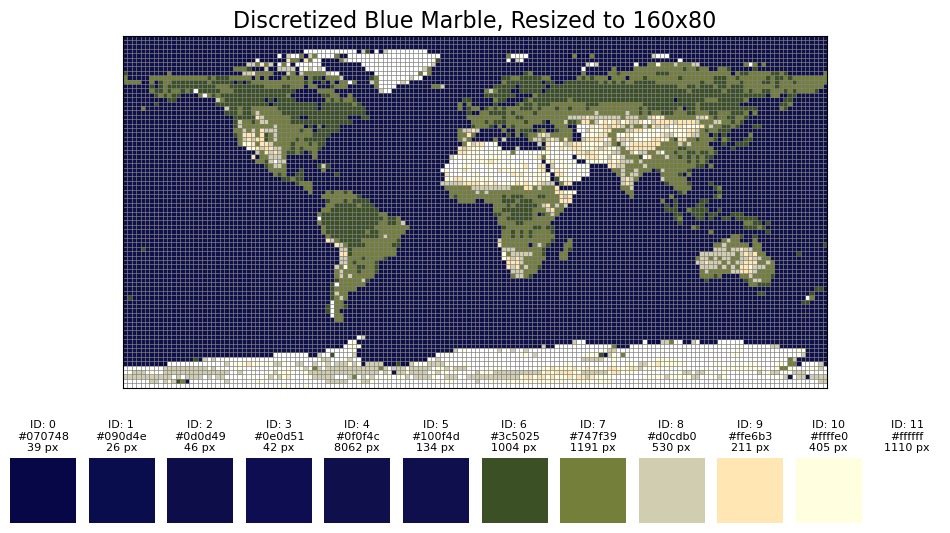 Discretized Blue Marble, Resized to 160x80
ID: 0
#070748
39 px
ID: 1
#090d4e
26 px
ID: 2
#0d0d49
46 px
ID: 3
#0e0d51
42 px
ID: 4
#0f0f4c
8062 px
ID: 5
#100f4d
134 px
ID: 6
#3c5025
1004 px
ID: 7
#747f39
1191 px
ID: 8
#d0cdb0
530 px
ID: 9
#ffe6b3
211 px
ID: 10
#ffffe0
405 px
ID: 11
#ffffff
1110 px